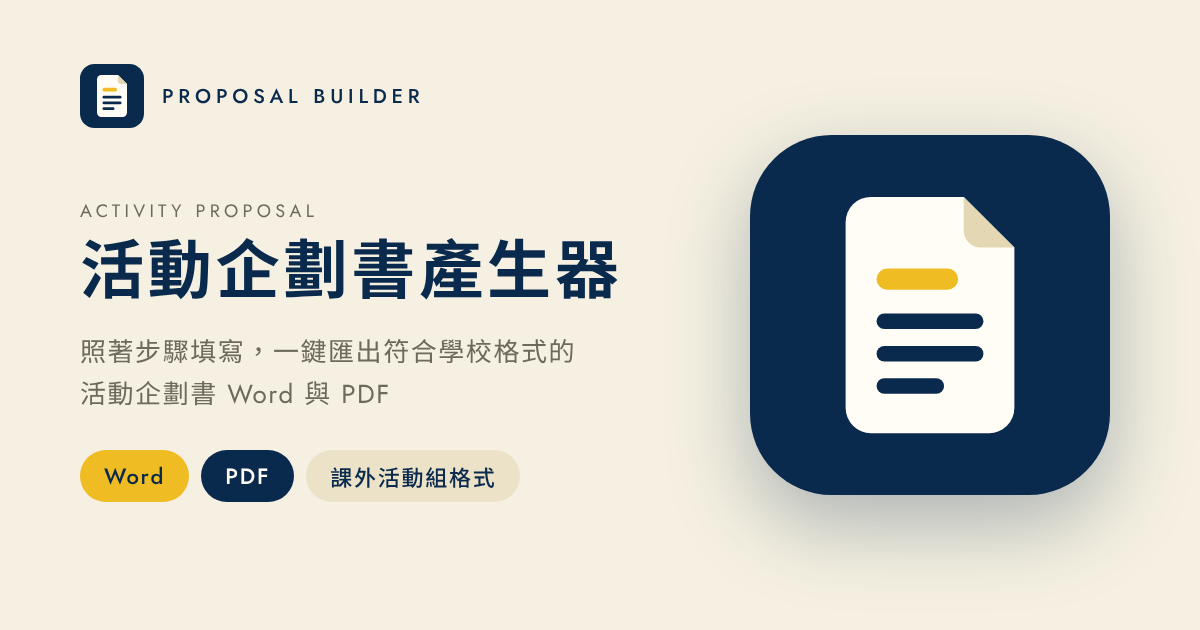 PROPOSAL BUILDER
ACTIVITY PROPOSAL
活動企劃書產生器
照著步驟填寫，一鍵匯出符合學校格式的
活動企劃書 Word 與 PDF
Word
PDF
課外活動組格式